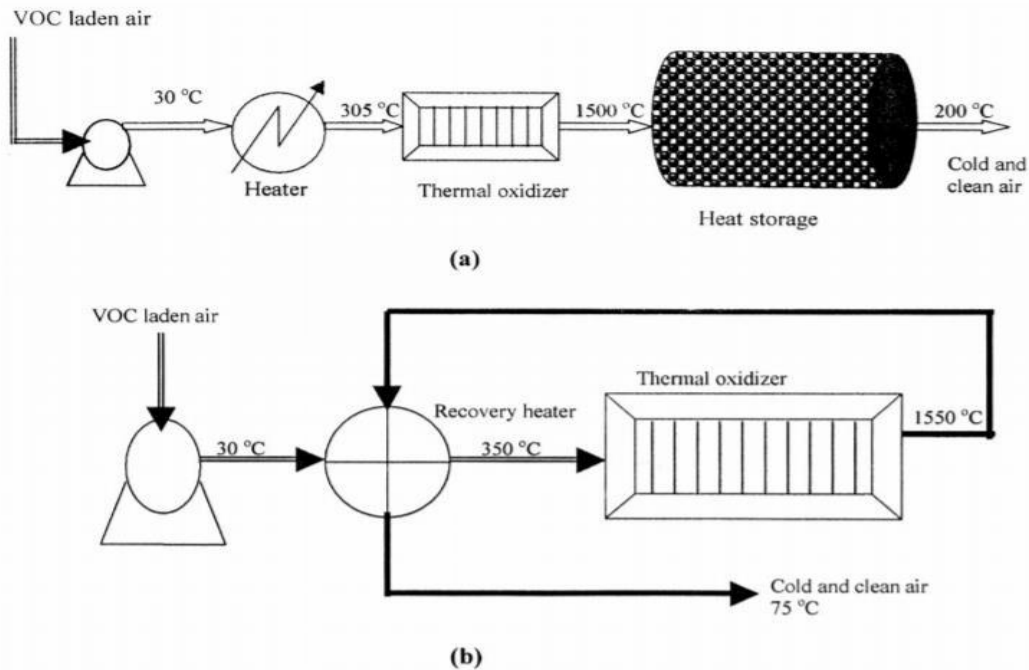 VOC laden air
30 °C
305 °C
1500 °C
200 °C
Heater
Thermal oxidizer
Heat storage
Cold and
clean air
(a)
VOC laden air
Thermal oxidizer
Recovery heater
1550 °C
30 °C
350 °C
Cold and clean air
75 °C
(b)